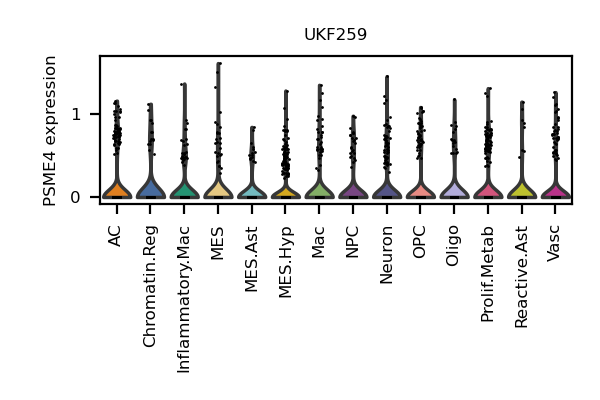 UKF259
PSME4 expression
1
0
AC
Chromatin.Reg
Inflammatory.Mac
MES
MES.Ast
MES.Hyp
Mac
NPC
Neuron
OPC
Oligo
Prolif.Metab
Reactive.Ast
Vasc